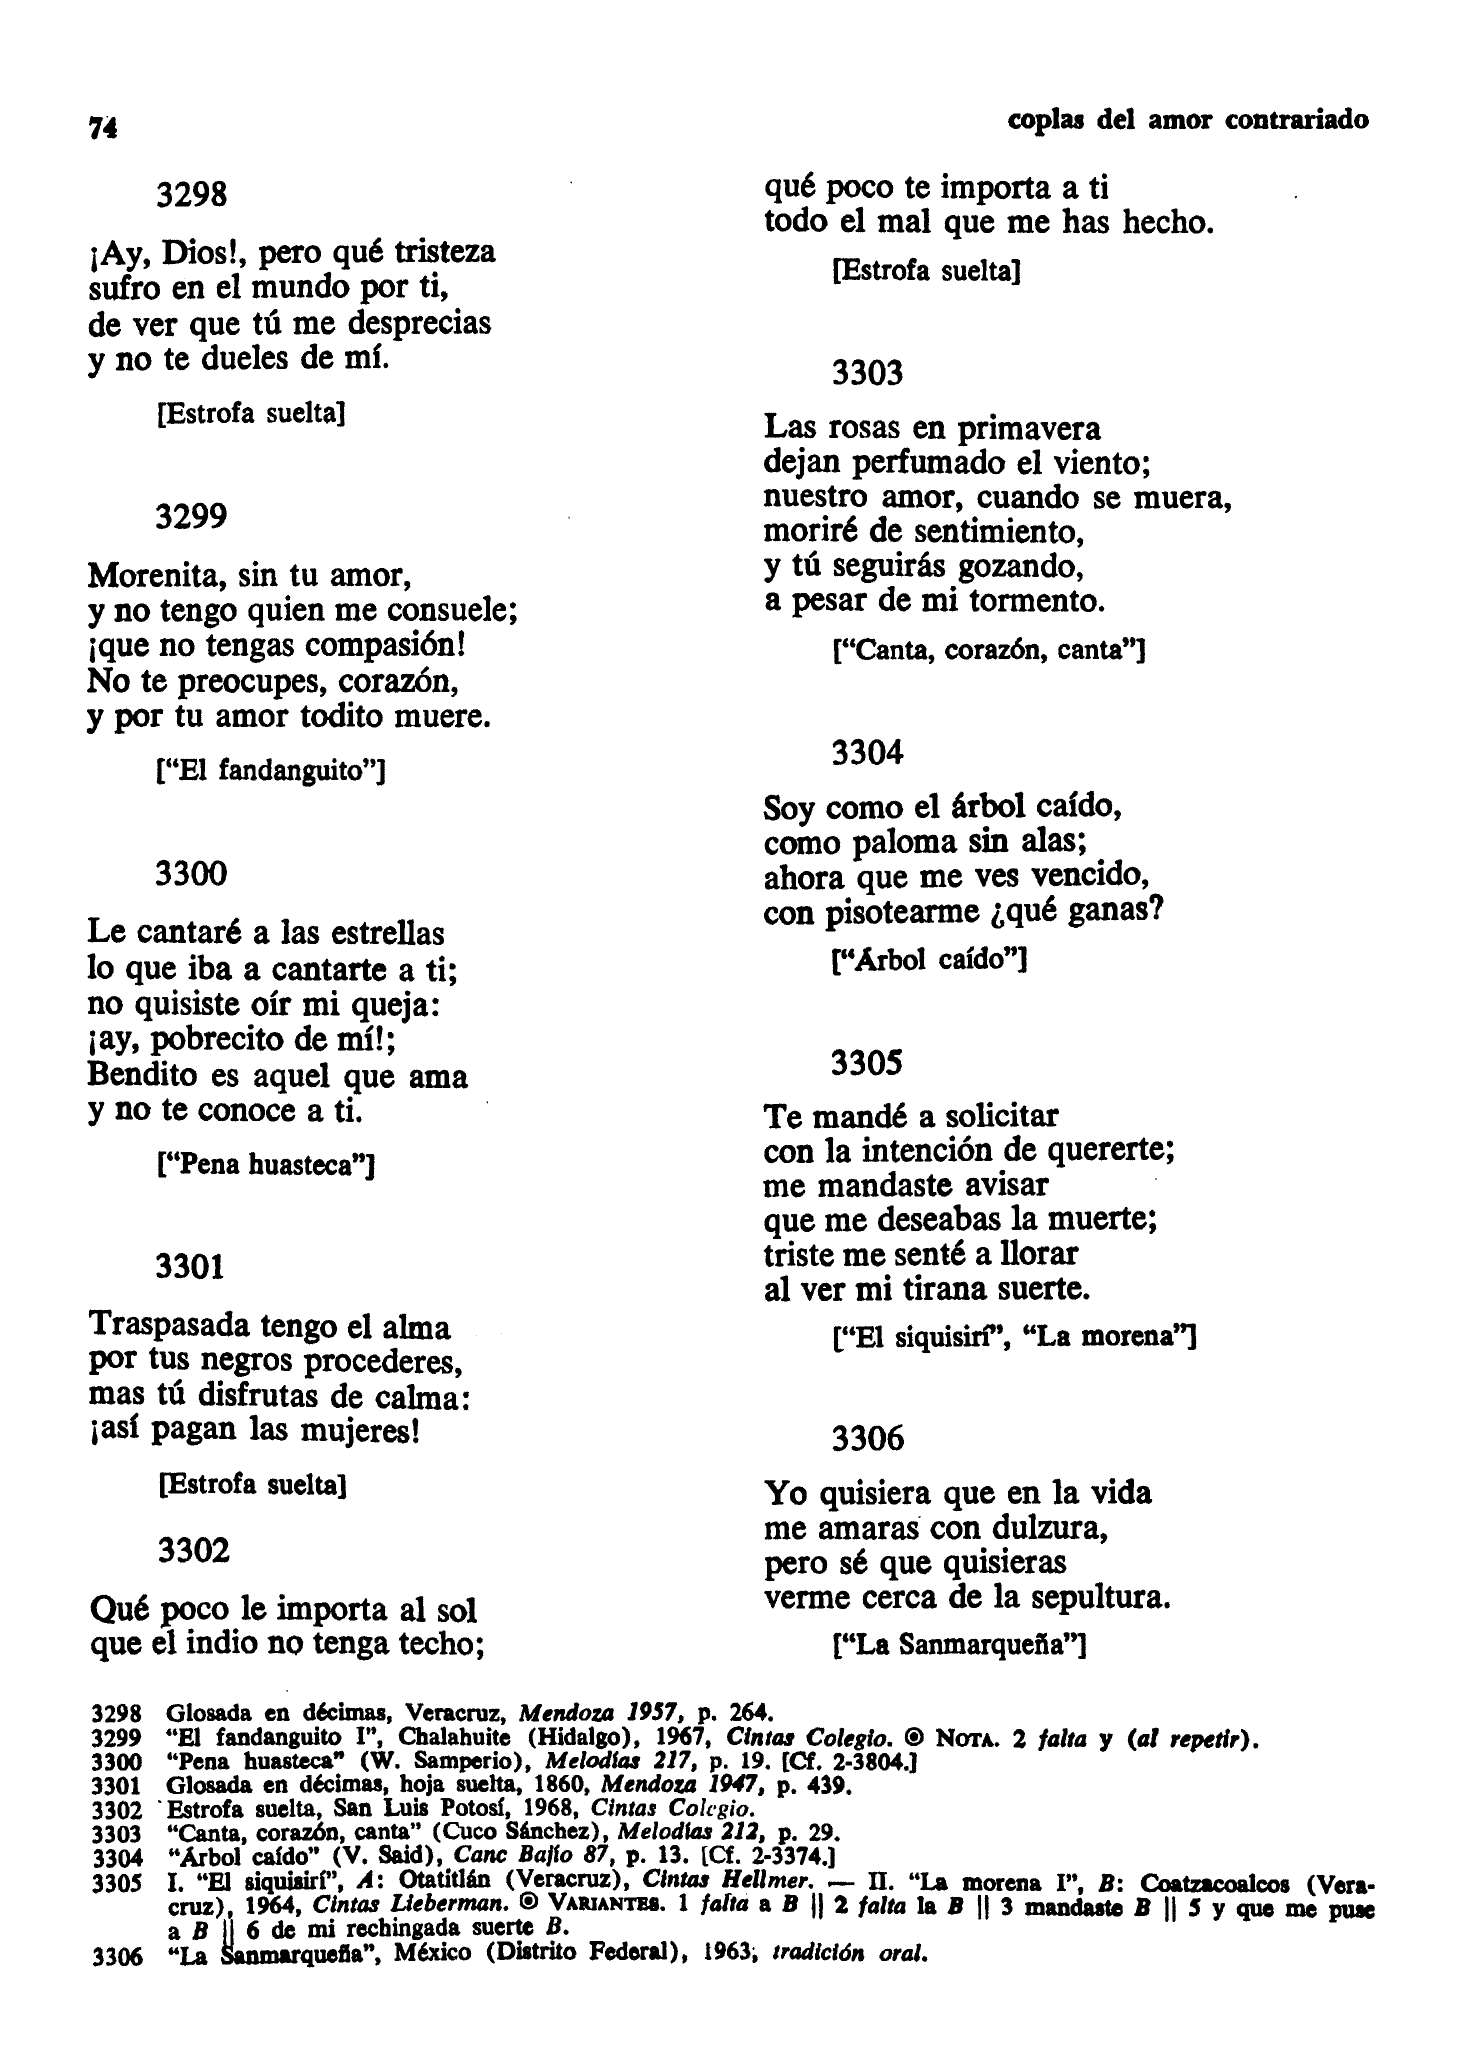 74
coplas del amor contrariado
3298
¡Ay, Dios!, pero qué tristeza
sufro en el mundo por ti,
de ver que tú me desprecias
y no te dueles de mí.
[Estrofa suelta]
3299
Morenita, sin tu amor,
y no tengo quien me consuele;
¡que no tengas compasión!
No te preocupes, corazón,
y por tu amor todito muere.
[“El fandanguito”]
3300
Le cantaré a las estrellas
lo que iba a cantarte a ti;
no quisiste oír mi queja:
¡ay, pobrecito de mí!;
Bendito es aquel que ama
y no te conoce a ti.
[“Pena huasteca”]
3301
Traspasada tengo el alma
por tus negros procederes,
mas tú disfrutas de calma:
¡así pagan las mujeres!
[Estrofa suelta]
3302
Qué poco le importa al sol
que el indio no tenga techo;
qué poco te importa a ti
todo el mal que me has hecho.
[Estrofa suelta]
3303
Las rosas en primavera
dejan perfumado el viento;
nuestro amor, cuando se muera,
moriré de sentimiento,
y tú seguirás gozando,
a pesar de mi tormento.
[“Canta, corazón, canta”]
3304
Soy como el árbol caído,
como paloma sin alas;
ahora que me ves vencido,
con pisotearme ¿qué ganas?
[“Árbol caído”]
3305
Te mandé a solicitar
con la intención de quererte;
me mandaste avisar
que me deseabas la muerte;
triste me senté a llorar
al ver mi tirana suerte.
[“El siquisirí”, “La morena”]
3306
Yo quisiera que en la vida
me amaras con dulzura,
pero sé que quisieras
verme cerca de la sepultura.
[“La Sanmarqueña”]
3298 Glosada en décimas, Veracruz, Mendoza 1957, p. 264.
3299 “El fandanguito I”, Chalahuite (Hidalgo), 1967, Cintas Colegio. ® NOTA. 2 falta y (al repetir).
3300 “Pena huasteca” (W. Samperio), Melodías 217, p. 19. [Cf. 2-3804.]
3301 Glosada en décimas, hoja suelta, 1860, Mendoza 1947, p. 439.
3302 Estrofa suelta, San Luis Potosí, 1968, Cintas Colegio.
3303 “Canta, corazón, canta” (Cuco Sánchez), Melodías 212, p. 29.
3304 “Árbol caído” (V. Said), Canc Bajío 87, p. 13. [Cf. 2-3374.]
3305 I. “El siquisirí”, A: Otatitlán (Veracruz), Cintas Hellmer. — II. “La morena I”, B: Coatzacoalcos (Vera-
cruz), 1964, Cintas Lieberman. ® VARIANTES. 1 falta a B || 2 falta la B || 3 mandaste B || 5 y que me puse
a B || 6 de mi rechingada suerte B.
3306 “La Sanmarqueña”, México (Distrito Federal), 1963, tradición oral.